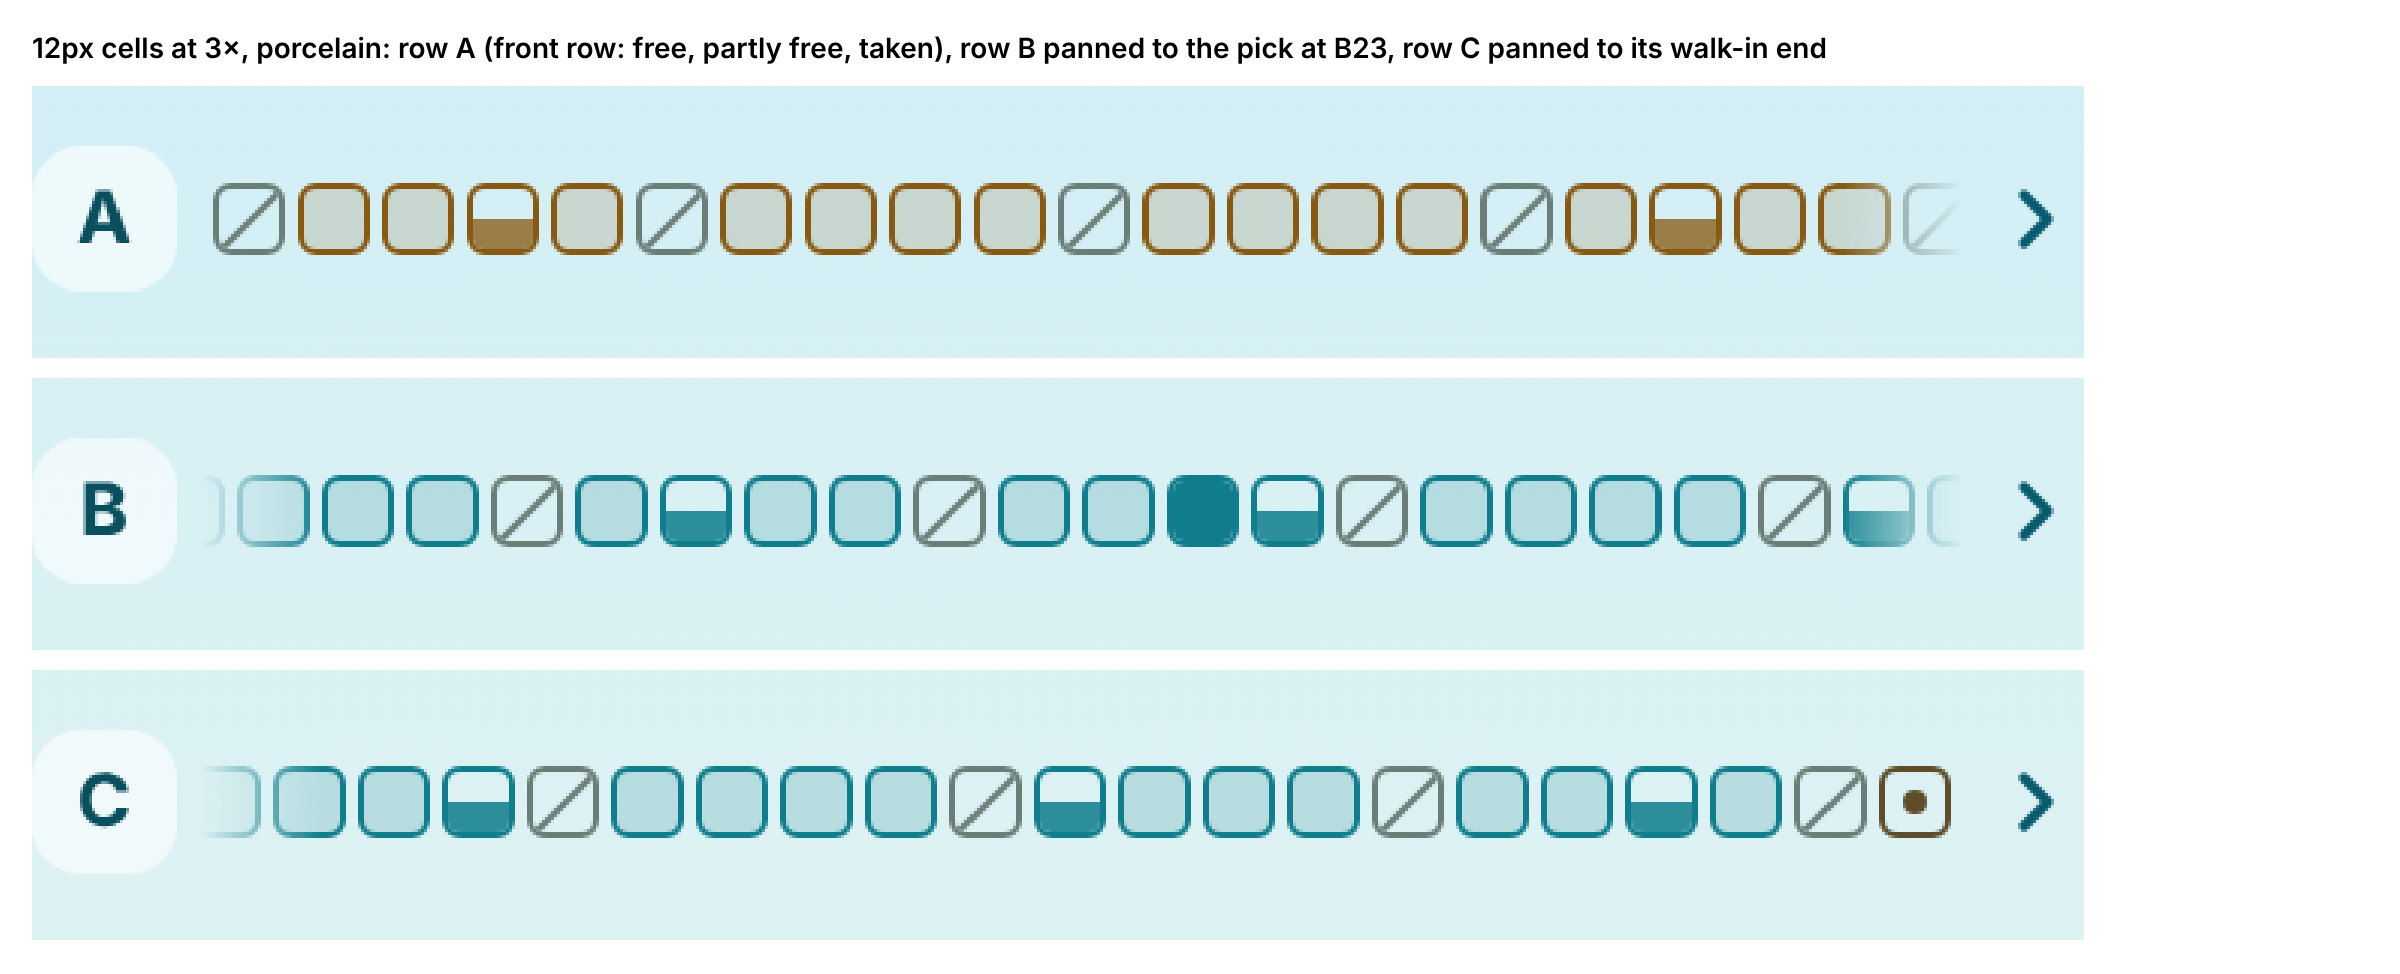 12px cells at 3×, porcelain: row A (front row: free, partly free, taken), row B panned to the pick at B23, row C panned to its walk-in end
A
B
C